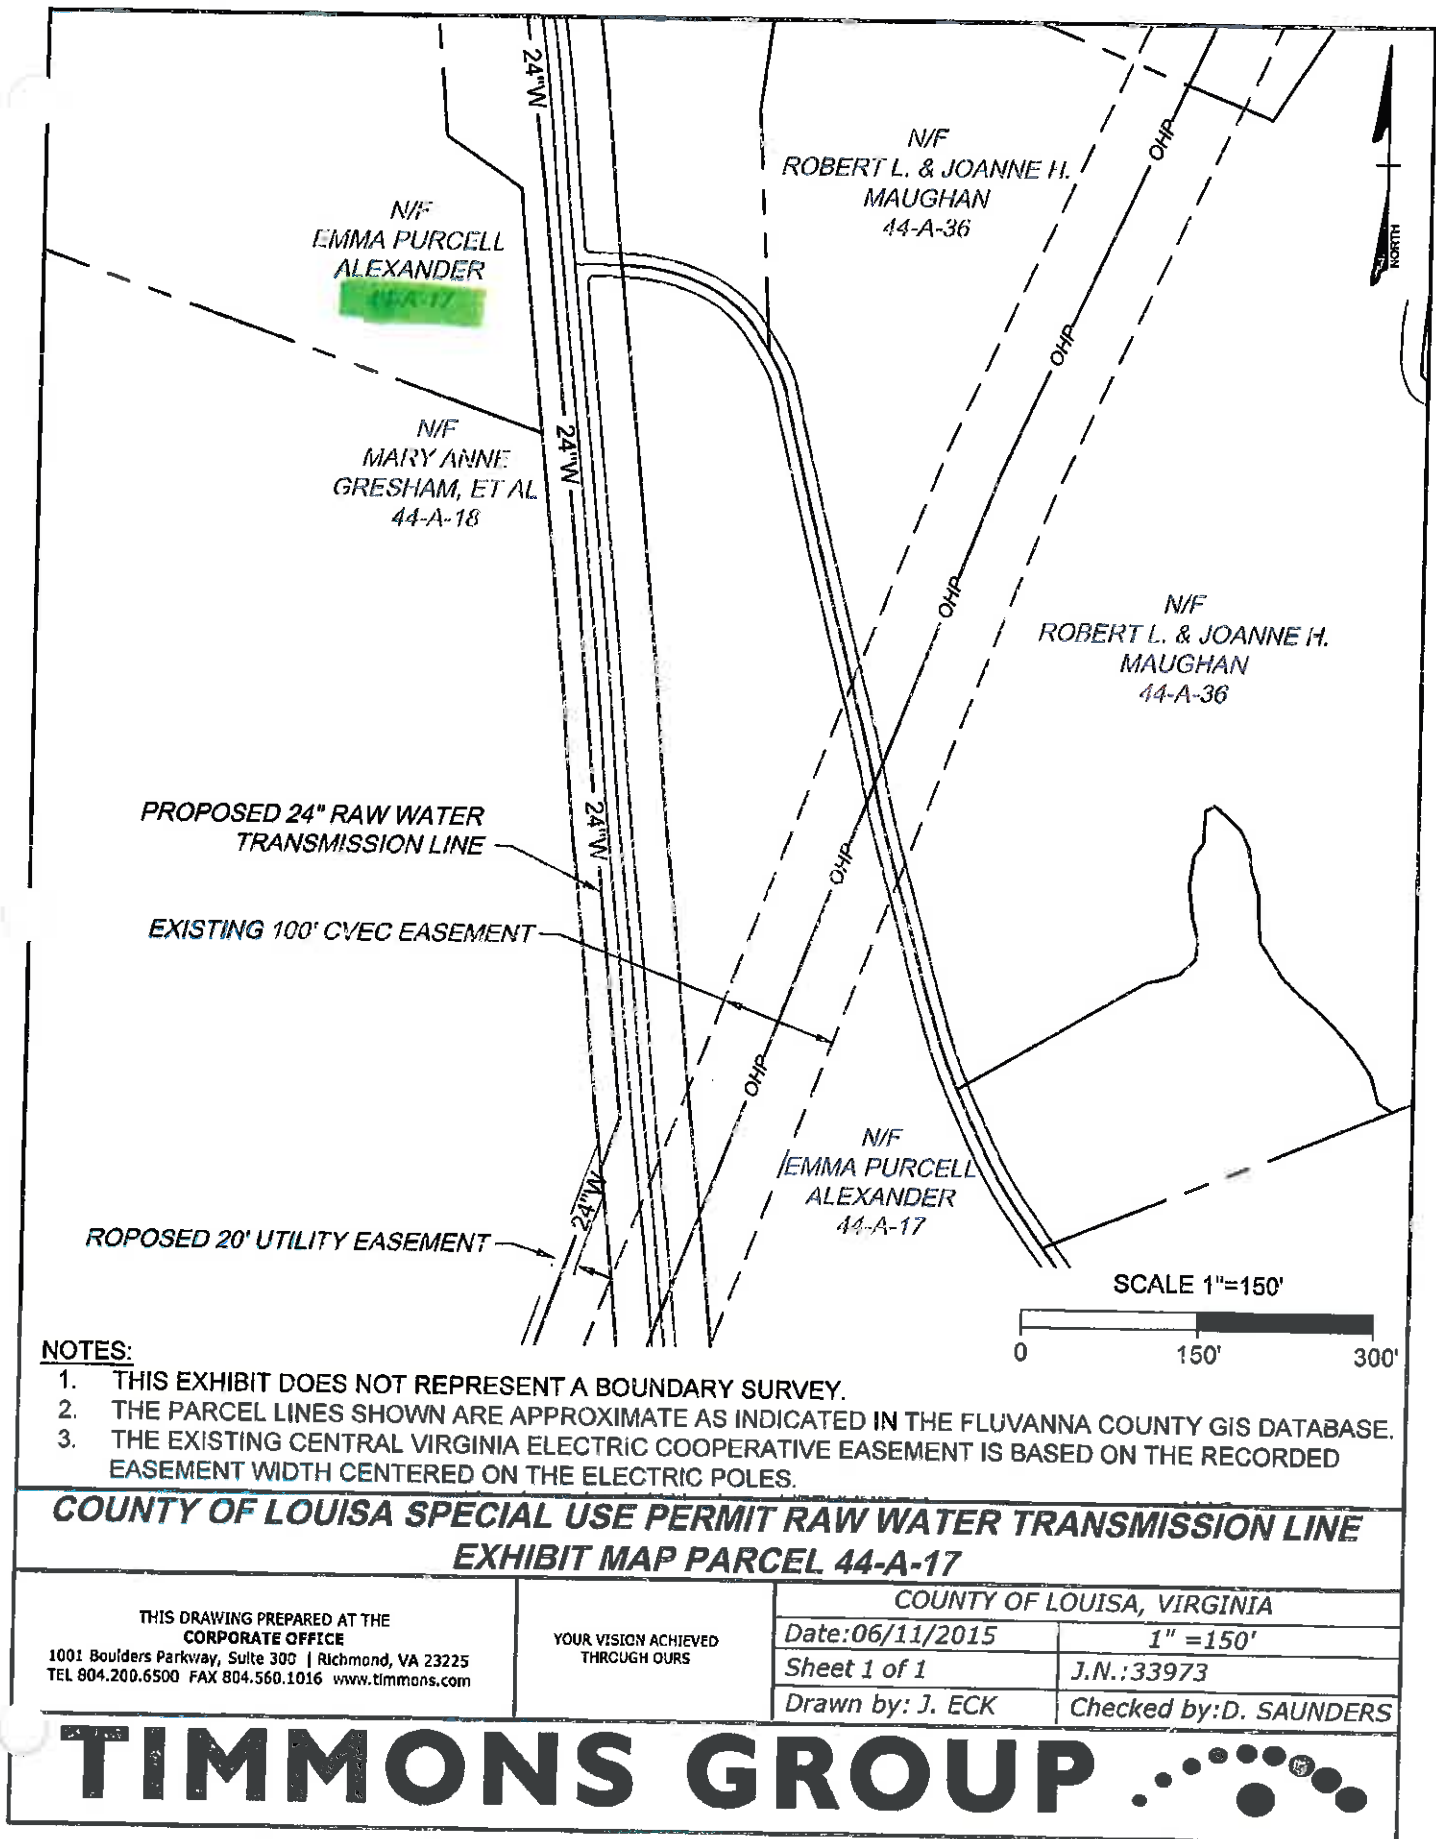 24"W
N/F
ROBERT L. & JOANNE H.
MAUGHAN
44-A-36
OHP
NORTH
N/F
EMMA PURCELL
ALEXANDER
44-A-17
OHP
N/F
MARY ANNE
GRESHAM, ET AL
44-A-18
24"W
OHP
N/F
ROBERT L. & JOANNE H.
MAUGHAN
44-A-36
PROPOSED 24" RAW WATER
TRANSMISSION LINE
24"W
OHP
EXISTING 100' CVEC EASEMENT
OHP
N/F
EMMA PURCELL
ALEXANDER
44-A-17
24"W
ROPOSED 20' UTILITY EASEMENT
SCALE 1"=150'
0 150' 300'
NOTES:
1. THIS EXHIBIT DOES NOT REPRESENT A BOUNDARY SURVEY.
2. THE PARCEL LINES SHOWN ARE APPROXIMATE AS INDICATED IN THE FLUVANNA COUNTY GIS DATABASE.
3. THE EXISTING CENTRAL VIRGINIA ELECTRIC COOPERATIVE EASEMENT IS BASED ON THE RECORDED
EASEMENT WIDTH CENTERED ON THE ELECTRIC POLES.
COUNTY OF LOUISA SPECIAL USE PERMIT RAW WATER TRANSMISSION LINE
EXHIBIT MAP PARCEL 44-A-17
THIS DRAWING PREPARED AT THE
CORPORATE OFFICE
1001 Boulders Parkway, Suite 300 | Richmond, VA 23225
TEL 804.200.6500 FAX 804.560.1016 www.timmons.com
YOUR VISION ACHIEVED
THROUGH OURS
COUNTY OF LOUISA, VIRGINIA
Date:06/11/2015 1" =150'
Sheet 1 of 1 J.N.:33973
Drawn by: J. ECK Checked by:D. SAUNDERS
TIMMONS GROUP